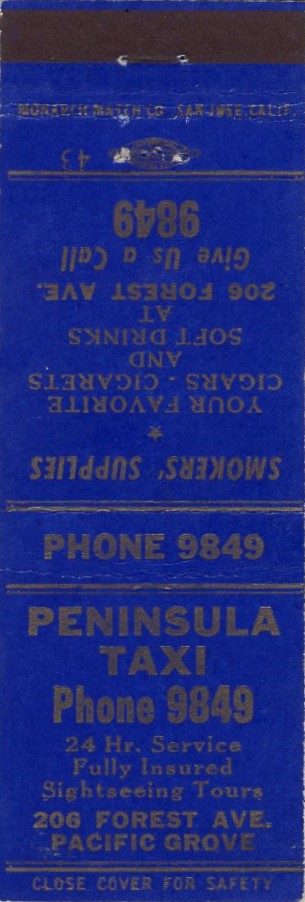 MONARCH MATCH CO. SAN JOSE, CALIF.
43
SMOKERS' SUPPLIES
YOUR FAVORITE
CIGARS - CIGARETS
AND
SOFT DRINKS
AT
206 FOREST AVE.
Give Us a Call
9849
PHONE 9849
PENINSULA
TAXI
Phone 9849
24 Hr. Service
Fully Insured
Sightseeing Tours
206 FOREST AVE.
PACIFIC GROVE
CLOSE COVER FOR SAFETY